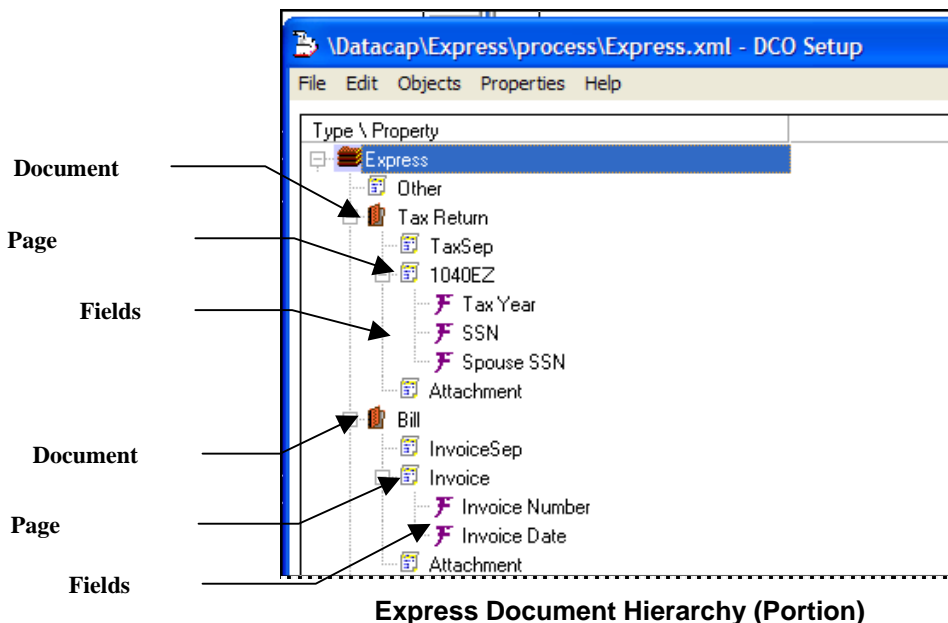 \Datacap\Express\process\Express.xml - DCO Setup
File Edit Objects Properties Help
Type \ Property
Express
Document
Other
Tax Return
Page
TaxSep
1040EZ
Fields
Tax Year
SSN
Spouse SSN
Attachment
Bill
Document
InvoiceSep
Invoice
Page
Invoice Number
Invoice Date
Attachment
Fields
Express Document Hierarchy (Portion)